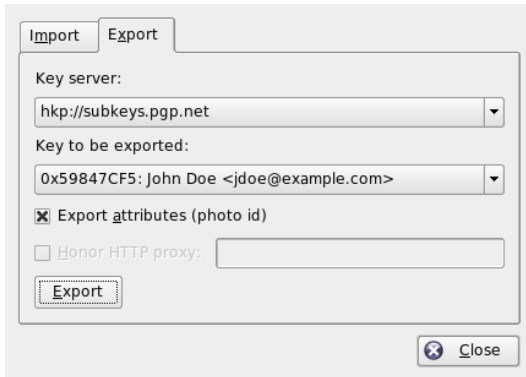 Import Export
Key server:
hkp://subkeys.pgp.net
Key to be exported:
0x59847CF5: John Doe <jdoe@example.com>
Export attributes (photo id)
Honor HTTP proxy:
Export
Close